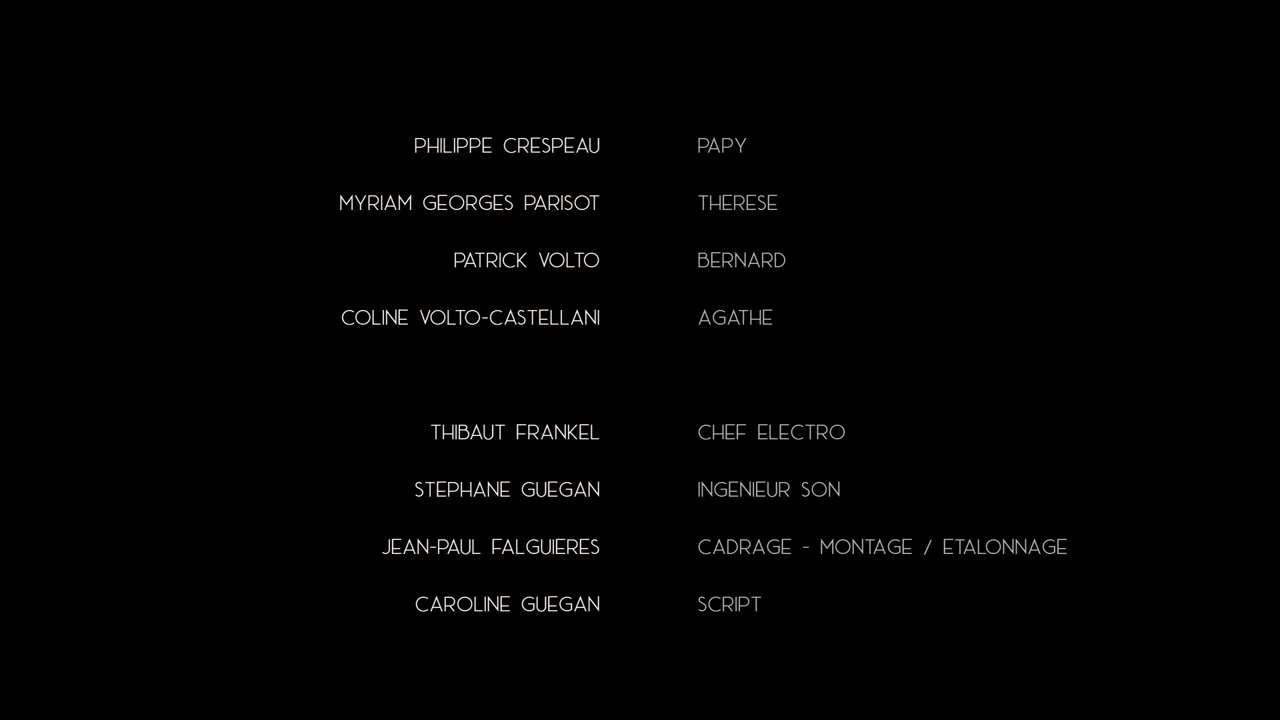 PHILIPPE CRESPEAU PAPY
MYRIAM GEORGES PARISOT THERESE
PATRICK VOLTO BERNARD
COLINE VOLTO-CASTELLANI AGATHE
THIBAUT FRANKEL CHEF ELECTRO
STEPHANE GUEGAN INGENIEUR SON
JEAN-PAUL FALGUIERES CADRAGE - MONTAGE / ETALONNAGE
CAROLINE GUEGAN SCRIPT